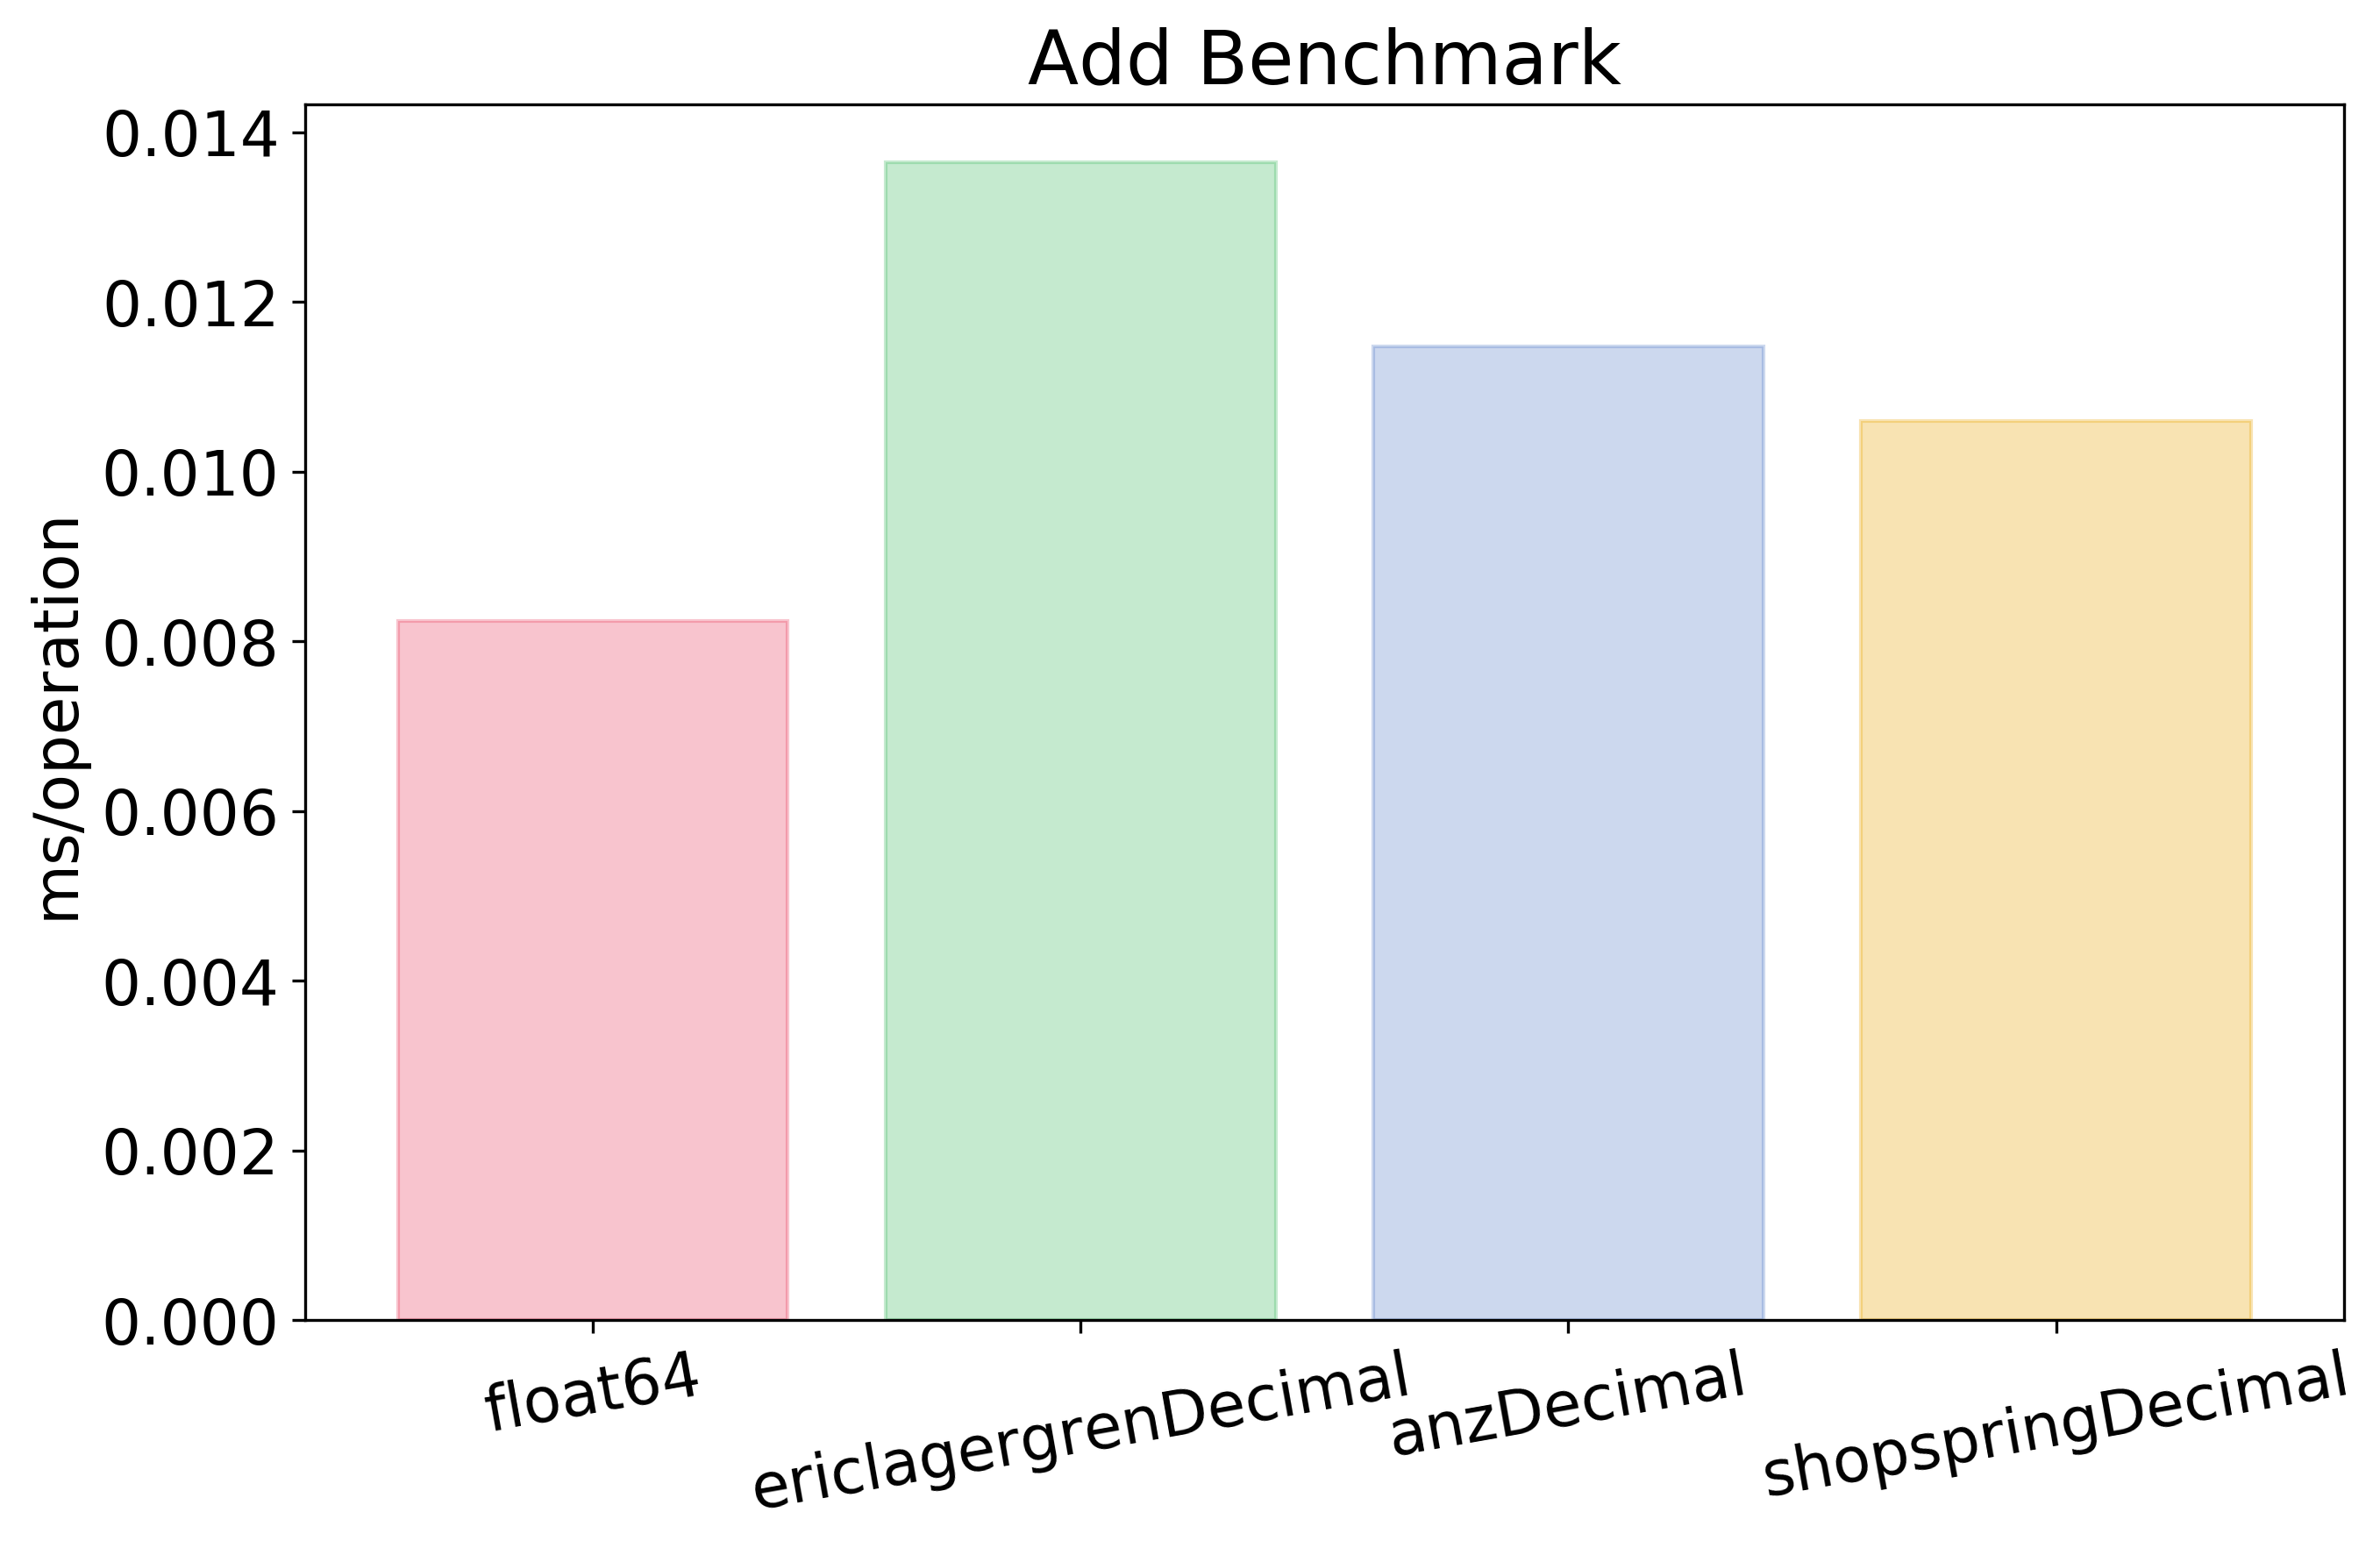 Add Benchmark
0.014
0.012
0.010
0.008
0.006
0.004
0.002
0.000
ms/operation
float64
ericlagergrenDecimal
anzDecimal
shopspringDecimal